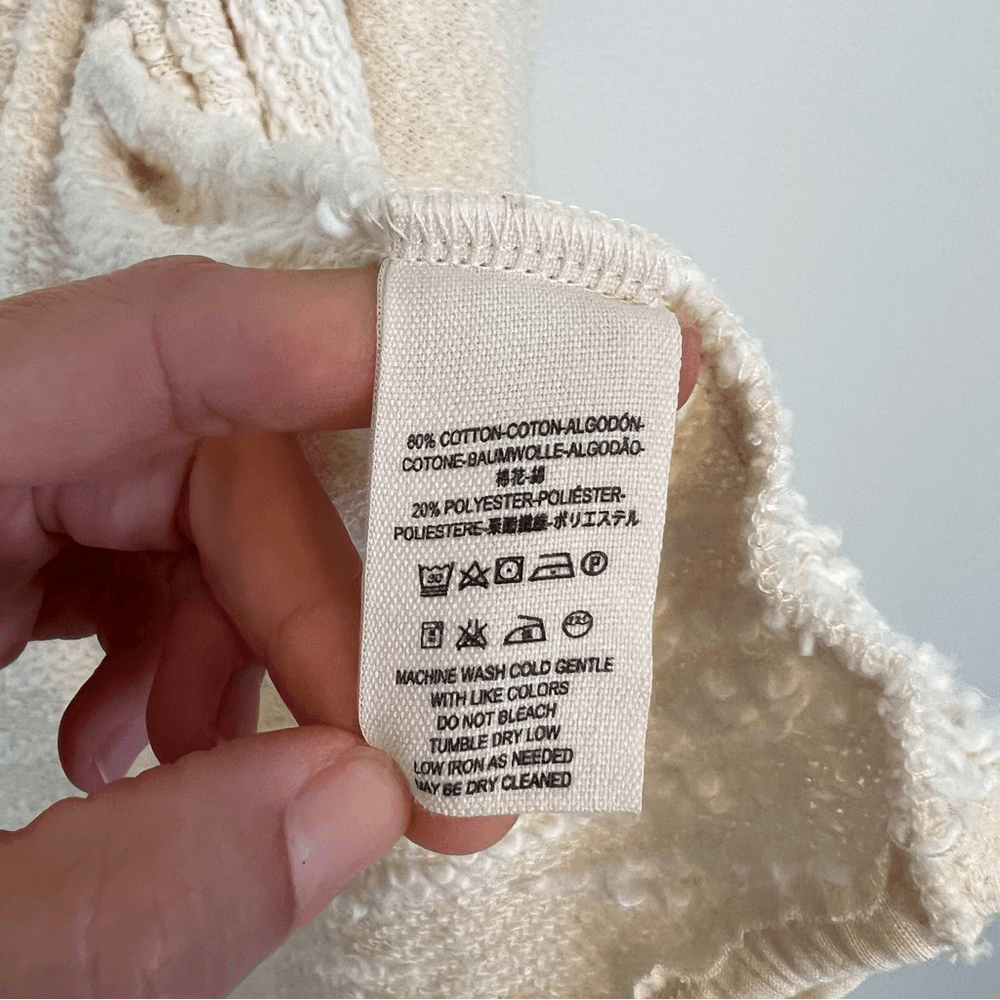 80% COTTON-COTON-ALGODÓN-
COTONE-BAUMWOLLE-ALGODÃO-
棉花-綿
20% POLYESTER-POLIÉSTER-
POLIESTERE-聚酯纖維-ポリエステル
30
P
MACHINE WASH COLD GENTLE
WITH LIKE COLORS
DO NOT BLEACH
TUMBLE DRY LOW
LOW IRON AS NEEDED
MAY BE DRY CLEANED